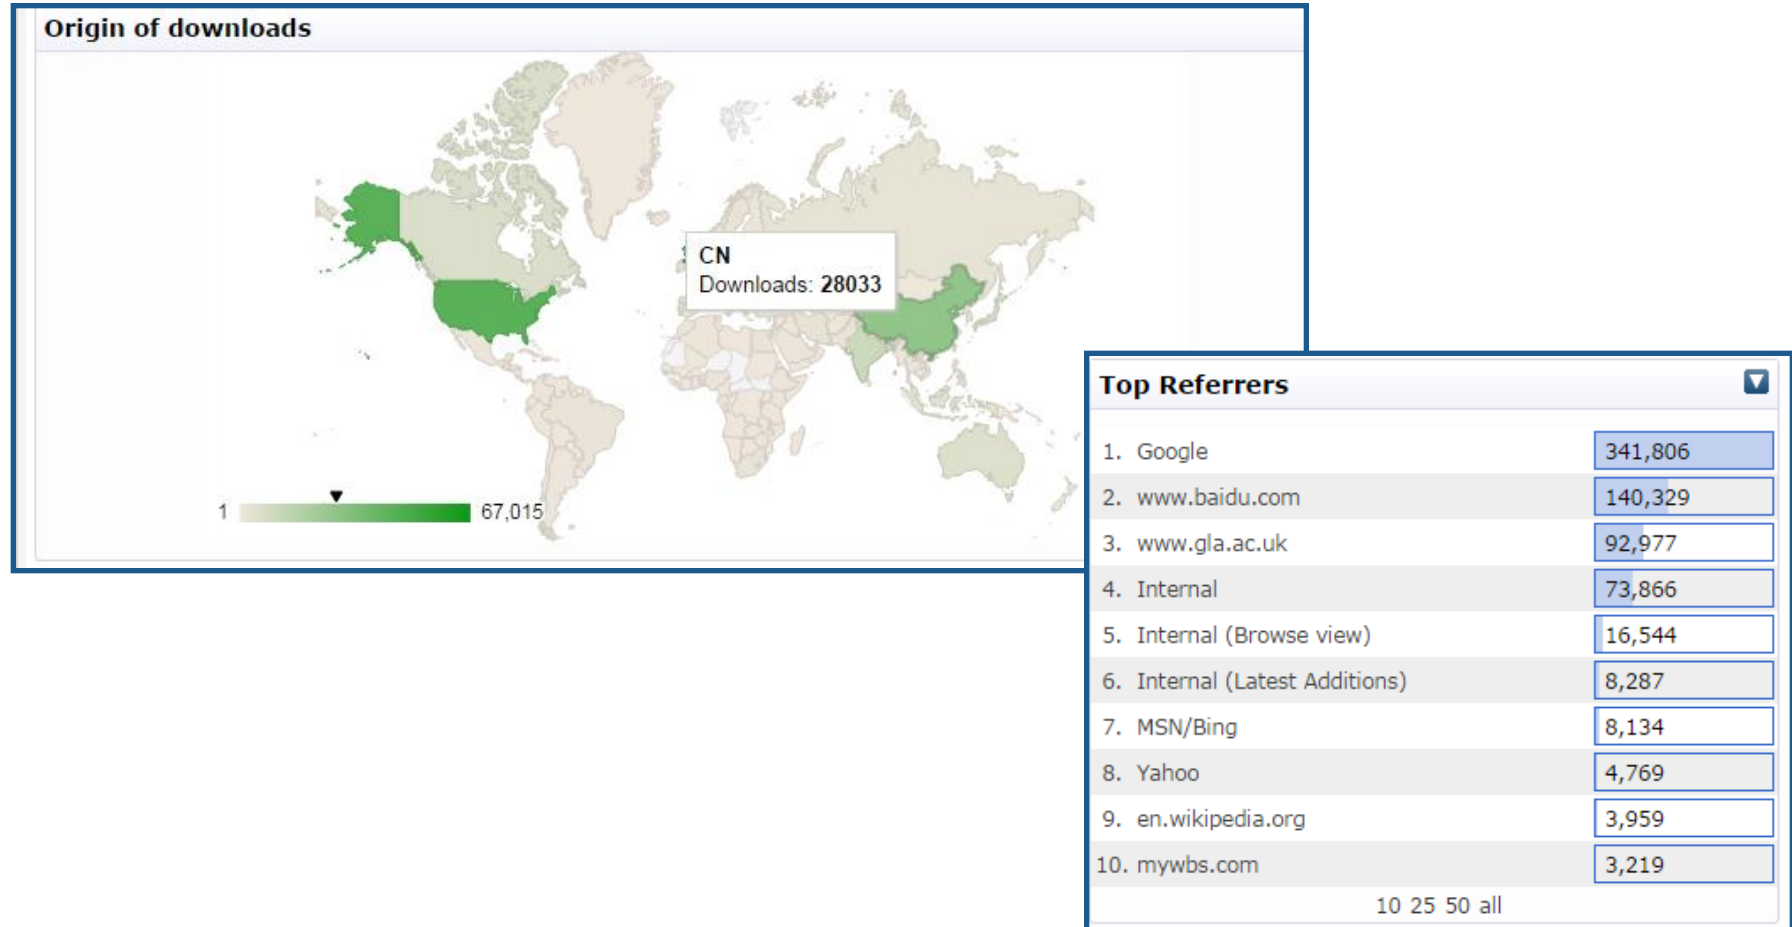 Origin of downloads
CN
Downloads: 28033
1 67,015
Top Referrers
1. Google 341,806
2. www.baidu.com 140,329
3. www.gla.ac.uk 92,977
4. Internal 73,866
5. Internal (Browse view) 16,544
6. Internal (Latest Additions) 8,287
7. MSN/Bing 8,134
8. Yahoo 4,769
9. en.wikipedia.org 3,959
10. mywbs.com 3,219
10 25 50 all